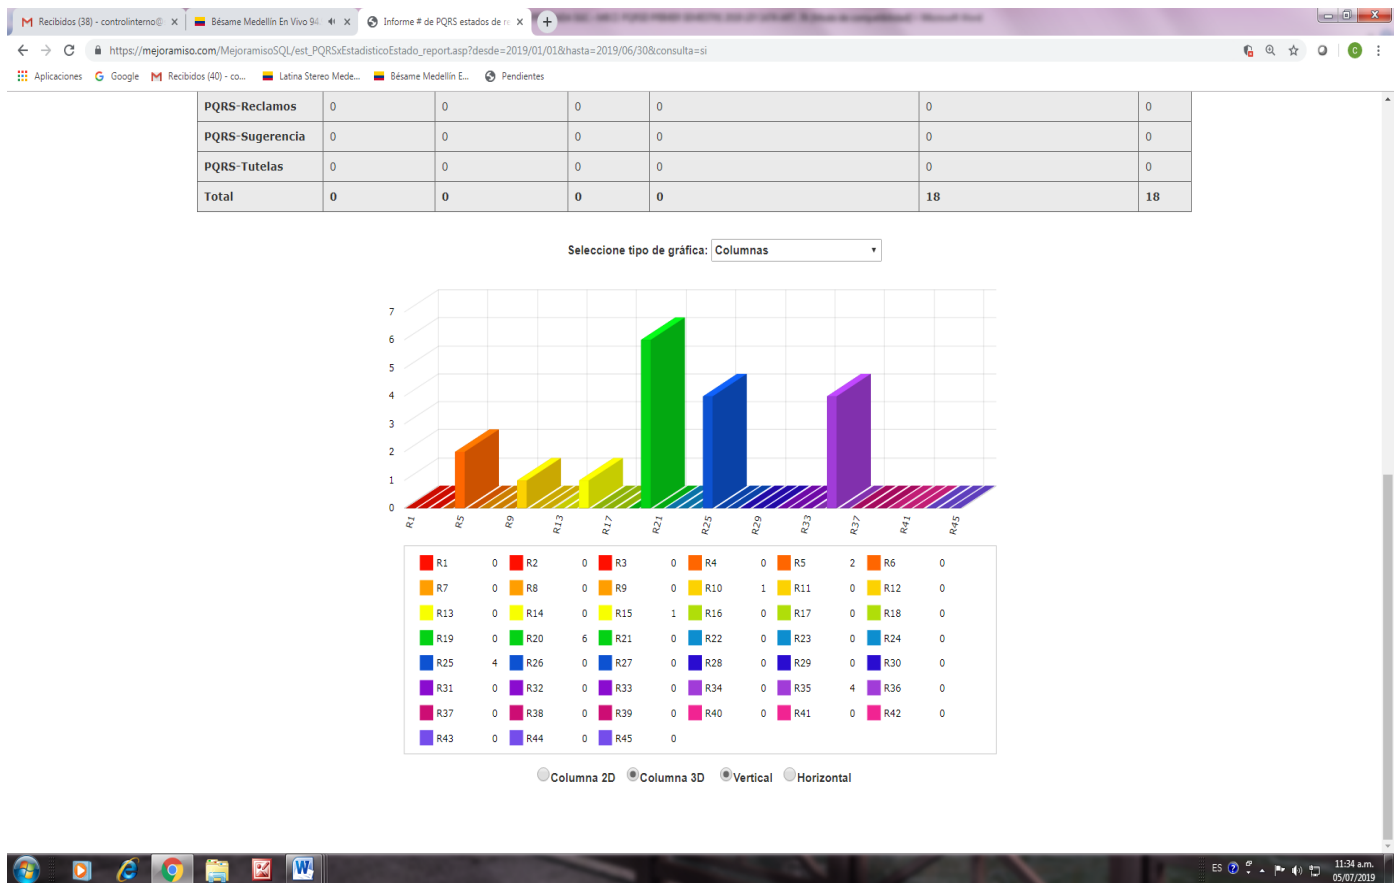 Recibidos (38) - controlinterno@
Bésame Medellín En Vivo 94.
Informe # de PQRS estados de re
https://mejoramiso.com/MejoramisoSQL/est_PQRSxEstadisticoEstado_report.asp?desde=2019/01/01&hasta=2019/06/30&consulta=si
Aplicaciones Google Recibidos (40) - co... Latina Stereo Mede... Bésame Medellín E... Pendientes
PQRS-Reclamos 0 0 0 0 0 0
PQRS-Sugerencia 0 0 0 0 0 0
PQRS-Tutelas 0 0 0 0 0 0
Total 0 0 0 0 18 18
Seleccione tipo de gráfica: Columnas
7
6
5
4
3
2
1
0
R1 R5 R9 R13 R17 R21 R25 R29 R33 R37 R41 R45
R1 0 R2 0 R3 0 R4 0 R5 2 R6 0
R7 0 R8 0 R9 0 R10 1 R11 0 R12 0
R13 0 R14 0 R15 1 R16 0 R17 0 R18 0
R19 0 R20 6 R21 0 R22 0 R23 0 R24 0
R25 4 R26 0 R27 0 R28 0 R29 0 R30 0
R31 0 R32 0 R33 0 R34 0 R35 4 R36 0
R37 0 R38 0 R39 0 R40 0 R41 0 R42 0
R43 0 R44 0 R45 0
Columna 2D Columna 3D Vertical Horizontal
ES 11:34 a.m.
05/07/2019